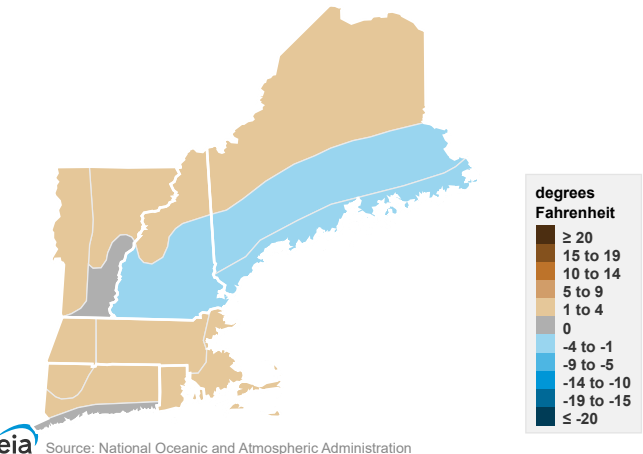 degrees
Fahrenheit
≥ 20
15 to 19
10 to 14
5 to 9
1 to 4
0
-4 to -1
-9 to -5
-14 to -10
-19 to -15
≤ -20
eia
Source: National Oceanic and Atmospheric Administration